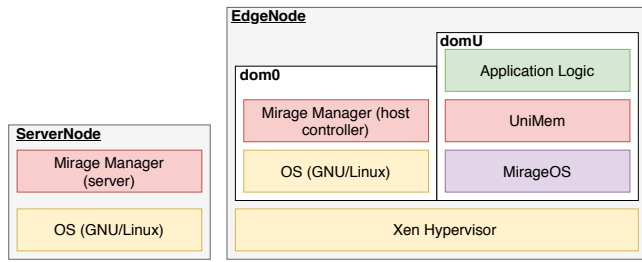 ServerNode
Mirage Manager
(server)
OS (GNU/Linux)
EdgeNode
dom0
Mirage Manager (host
controller)
OS (GNU/Linux)
domU
Application Logic
UniMem
MirageOS
Xen Hypervisor